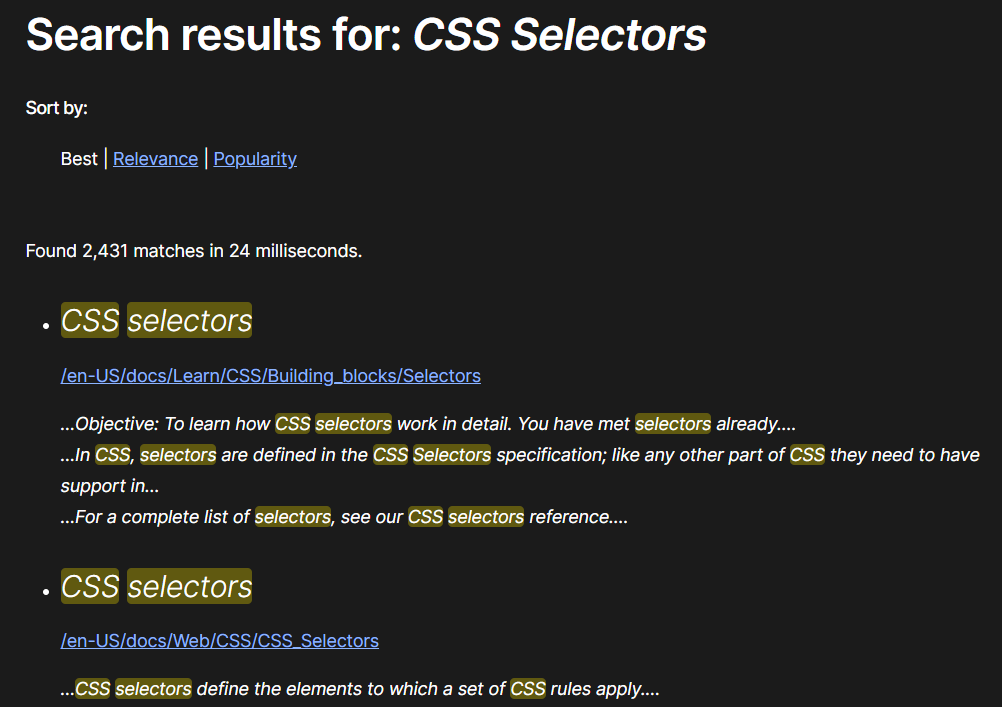 Search results for: CSS Selectors
Sort by:
Best | Relevance | Popularity
Found 2,431 matches in 24 milliseconds.
CSS selectors
/en-US/docs/Learn/CSS/Building_blocks/Selectors
...Objective: To learn how CSS selectors work in detail. You have met selectors already....
...In CSS, selectors are defined in the CSS Selectors specification; like any other part of CSS they need to have
support in...
...For a complete list of selectors, see our CSS selectors reference....
CSS selectors
/en-US/docs/Web/CSS/CSS_Selectors
...CSS selectors define the elements to which a set of CSS rules apply....